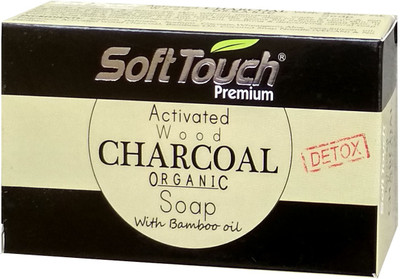 Soft Touch®
Premium
Activated
Wood
CHARCOAL
ORGANIC
Soap
With Bamboo oil
DETOX